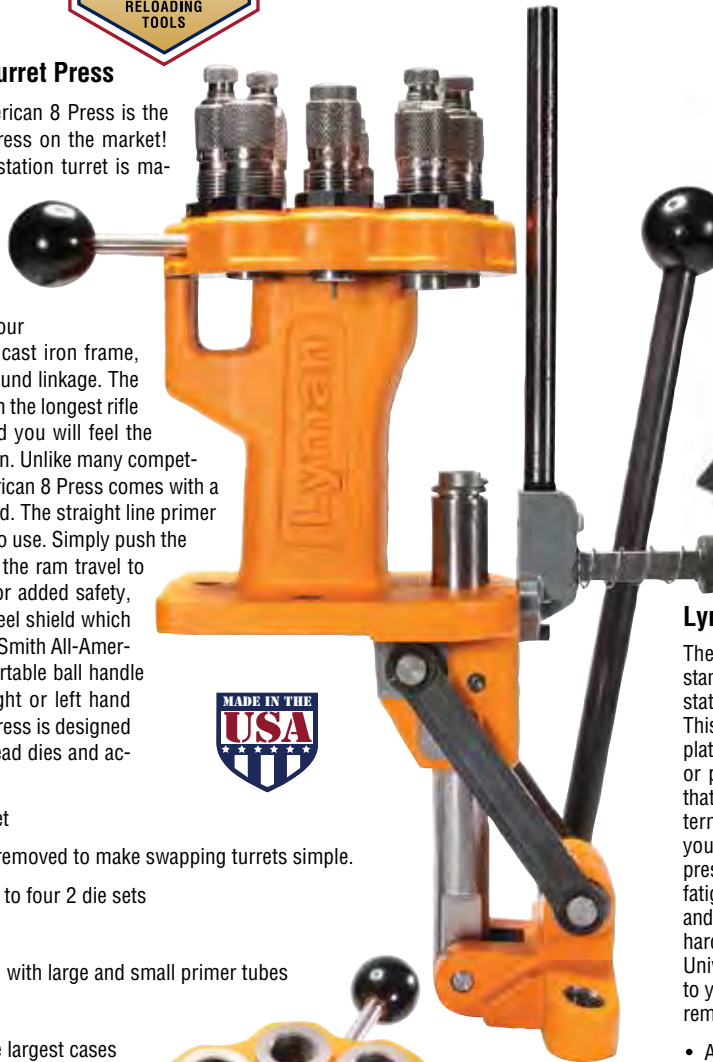 RELOADING
TOOLS
urret Press
erican 8 Press is the
ress on the market!
station turret is ma-
our
cast iron frame,
und linkage. The
n the longest rifle
d you will feel the
n. Unlike many compet-
rican 8 Press comes with a
d. The straight line primer
o use. Simply push the
the ram travel to
or added safety,
eel shield which
Smith All-Amer-
rtable ball handle
ght or left hand
ress is designed
ead dies and ac-
et
removed to make swapping turrets simple.
to four 2 die sets
with large and small primer tubes
e largest cases
Lyman
MADE IN THE
USA
Lyn
The
stan
stat
This
plat
or p
that
tern
you
pres
fatig
and
hard
Univ
to y
rem
• A